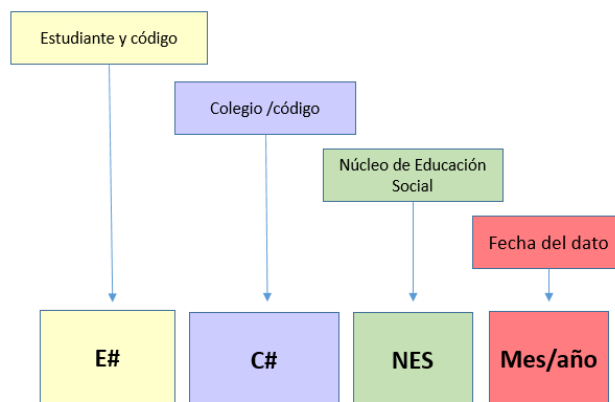 Estudiante y código
Colegio /código
Núcleo de Educación
Social
Fecha del dato
E#
C#
NES
Mes/año